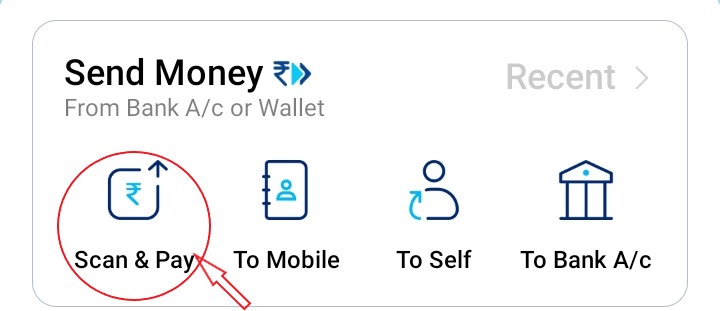 Send Money ₹
Recent
From Bank A/c or Wallet
₹
Scan & Pay
To Mobile
To Self
To Bank A/c